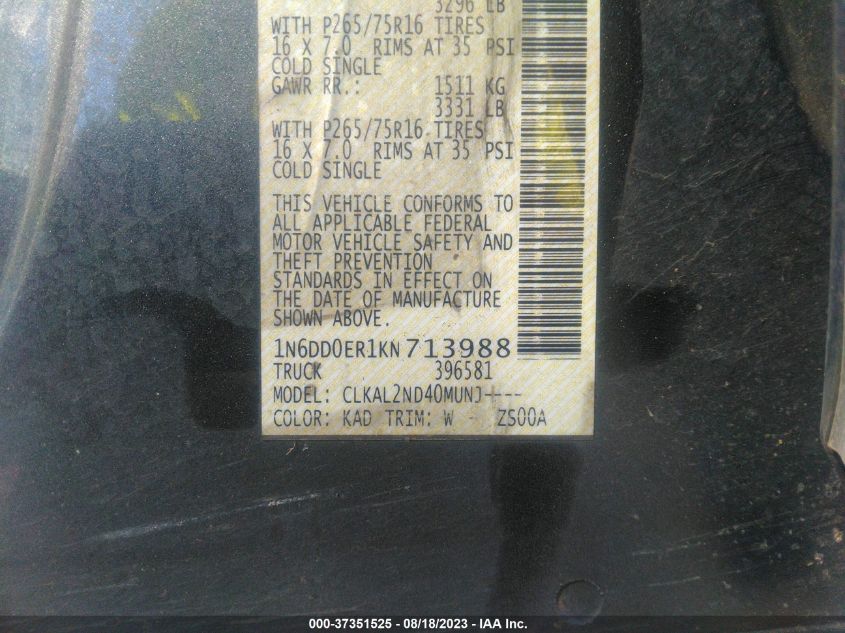 3296 LB
WITH P265/75R16 TIRES
16 X 7.0 RIMS AT 35 PSI
COLD SINGLE
GAWR RR.: 1511 KG
3331 LB
WITH P265/75R16 TIRES
16 X 7.0 RIMS AT 35 PSI
COLD SINGLE
THIS VEHICLE CONFORMS TO
ALL APPLICABLE FEDERAL
MOTOR VEHICLE SAFETY AND
THEFT PREVENTION
STANDARDS IN EFFECT ON
THE DATE OF MANUFACTURE
SHOWN ABOVE.
1N6DD0ER1KN713988
TRUCK 396581
MODEL: CLKAL2ND40MUNJ----
COLOR: KAD TRIM: W - ZS00A
000-37351525 - 08/18/2023 - IAA Inc.